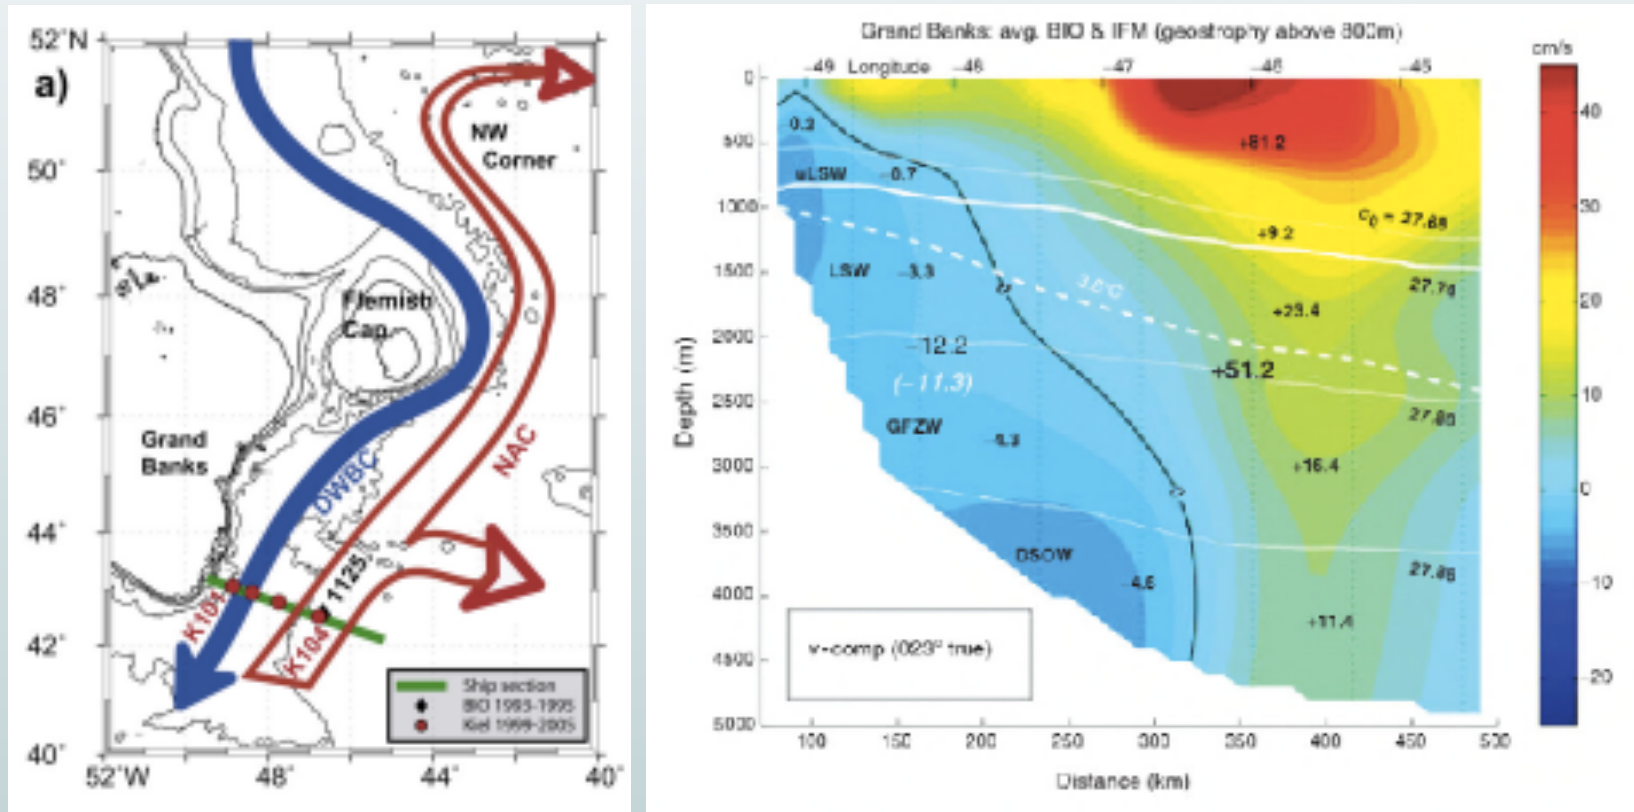 52˚N
a)
50˚
48˚
46˚
44˚
42˚
40˚
52˚W
48˚
44˚
40˚
NW
Corner
Flemish
Cap
Grand
Banks
DWBC
NAC
1125
K101
K104
Ship section
BIO 1993-1995
Kiel 1999-2005
Grand Banks: avg. BIO & IFM (geostrophy above 800m)
cm/s
−49 Longitude −48 −47 −46 −45
0
500
1000
1500
2000
2500
3000
3500
4000
4500
5000
Depth (m)
0.2
uLSW −0.7
LSW −3.3
−12.2
(−11.3)
GFZW
DSOW −4.6
+81.2
+9.2
+23.4
+51.2
+16.4
+11.4
3.0°C
= 27.68
27.74
27.88
v-comp (023° true)
100 150 200 250 300 350 400 450 500
Distance (km)
40
30
20
10
0
−10
−20